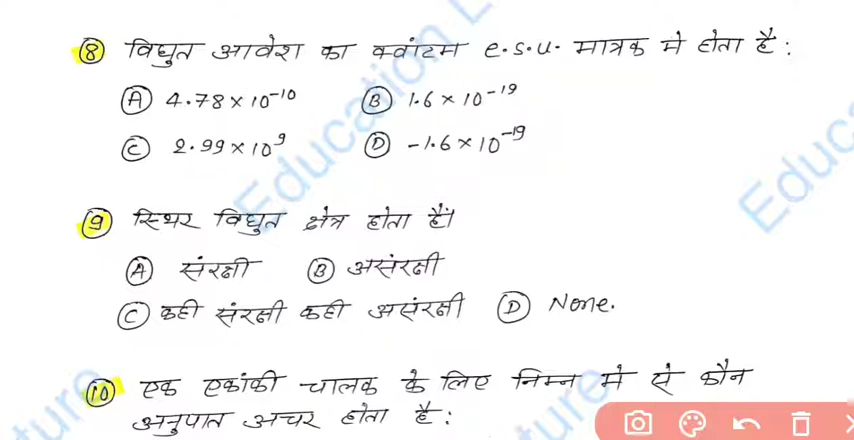 ⑧ विधुत आवेश का क्वांटम e.s.u. मात्रक मे होता है:
Ⓐ 4.78 × 10⁻¹⁰ Ⓑ 1.6 × 10⁻¹⁹
Ⓒ 2.99 × 10⁹ Ⓓ -1.6 × 10⁻¹⁹
⑨ स्थिर विधुत क्षेत्र होता है।
Ⓐ संरक्षी Ⓑ असंरक्षी
Ⓒ कही संरक्षी कही असंरक्षी Ⓓ None.
⑩ एक एकांकी चालक के लिए निम्न मे से कौन
अनुपात अचर होता है:
Education L